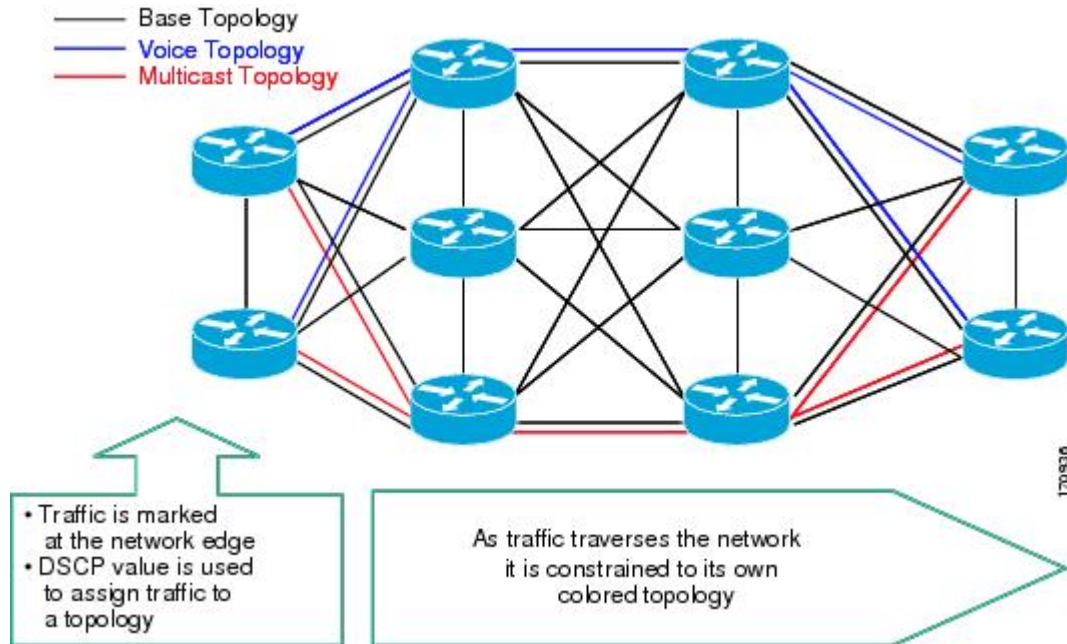 Base Topology
Voice Topology
Multicast Topology
• Traffic is marked
at the network edge
• DSCP value is used
to assign traffic to
a topology
As traffic traverses the network
it is constrained to its own
colored topology
170936